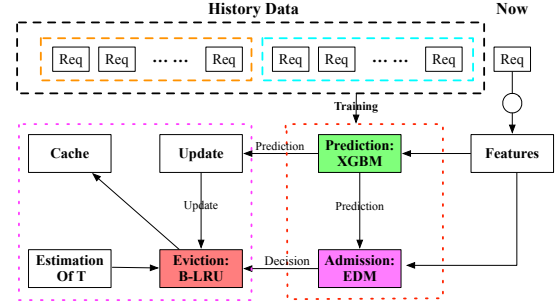 History Data
Now
Req Req ... ... Req Req Req ... ... Req Req
Training
Cache
Update
Prediction
Prediction:
XGBM
Features
Update
Prediction
Estimation
Of T
Eviction:
B-LRU
Decision
Admission:
EDM